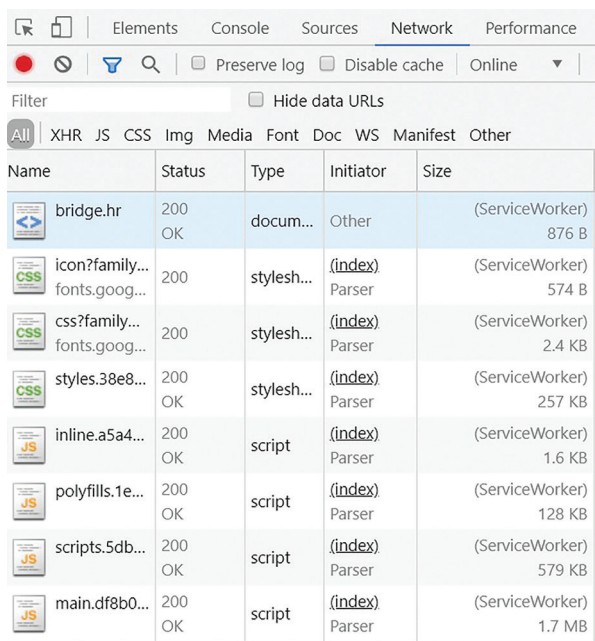 Elements Console Sources Network Performance
Preserve log Disable cache Online
Filter Hide data URLs
All XHR JS CSS Img Media Font Doc WS Manifest Other
Name Status Type Initiator Size
bridge.hr 200 OK docum... Other (ServiceWorker) 876 B
icon?family... fonts.goog... 200 stylesh... (index) Parser (ServiceWorker) 574 B
css?family... fonts.goog... 200 stylesh... (index) Parser (ServiceWorker) 2.4 KB
styles.38e8... 200 OK stylesh... (index) Parser (ServiceWorker) 257 KB
inline.a5a4... 200 OK script (index) Parser (ServiceWorker) 1.6 KB
polyfills.1e... 200 OK script (index) Parser (ServiceWorker) 128 KB
scripts.5db... 200 OK script (index) Parser (ServiceWorker) 579 KB
main.df8b0... 200 OK script (index) Parser (ServiceWorker) 1.7 MB